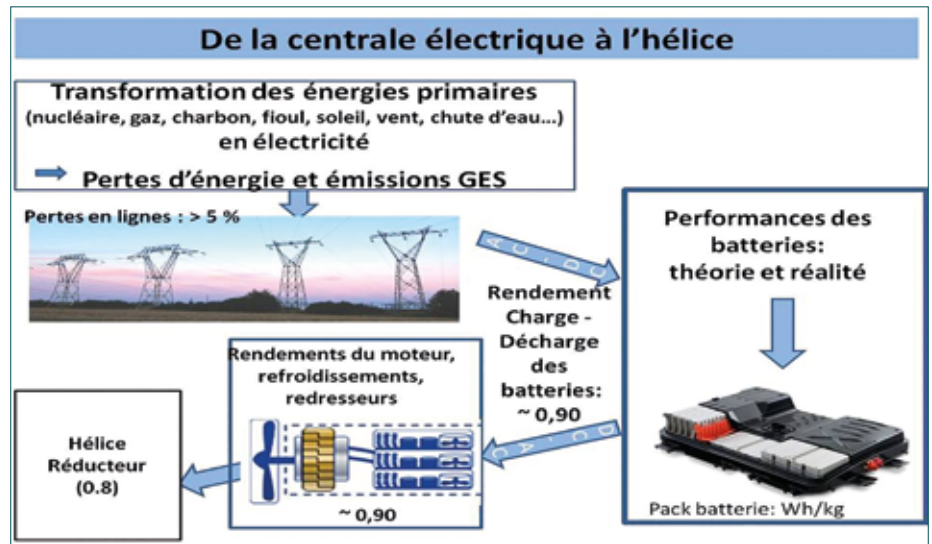 De la centrale électrique à l'hélice
Transformation des énergies primaires
(nucléaire, gaz, charbon, fioul, soleil, vent, chute d'eau...)
en électricité
Pertes d'énergie et émissions GES
Pertes en lignes : > 5 %
AC-DC
Performances des
batteries:
théorie et réalité
Rendement
Charge -
Décharge
des
batteries:
~ 0,90
DC-AC
Pack batterie: Wh/kg
Rendements du moteur,
refroidissements,
redresseurs
~ 0,90
Hélice
Réducteur
(0.8)